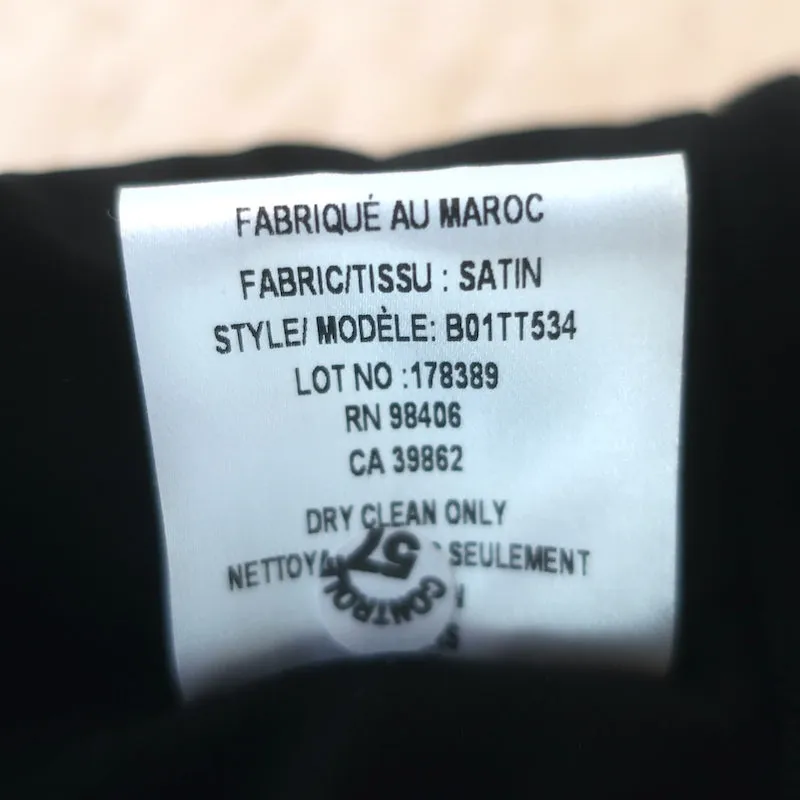 FABRIQUÉ AU MAROC
FABRIC/TISSU : SATIN
STYLE/ MODÈLE: B01TT534
LOT NO :178389
RN 98406
CA 39862
DRY CLEAN ONLY
SEULEMENT
57
CONTROL